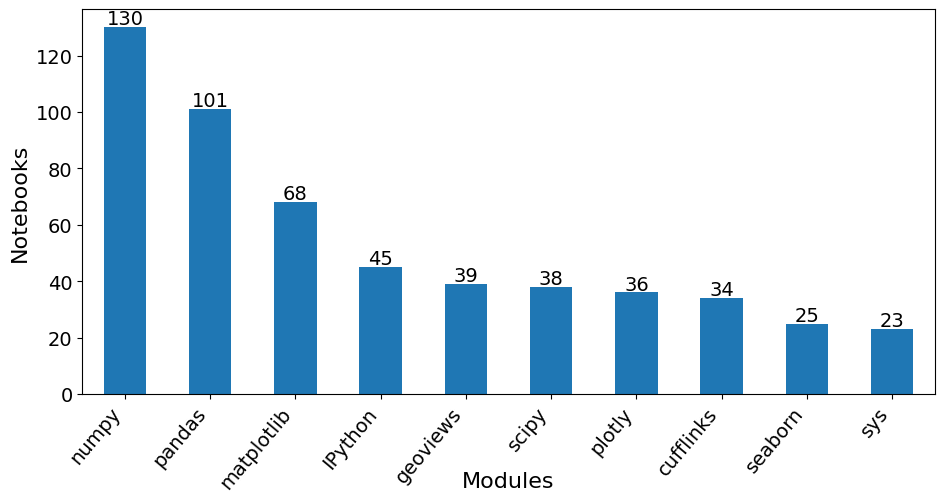 130
101
68
45
39
38
36
34
25
23
120
100
80
60
40
20
0
Notebooks
numpy
pandas
matplotlib
IPython
geoviews
scipy
plotly
cufflinks
seaborn
sys
Modules